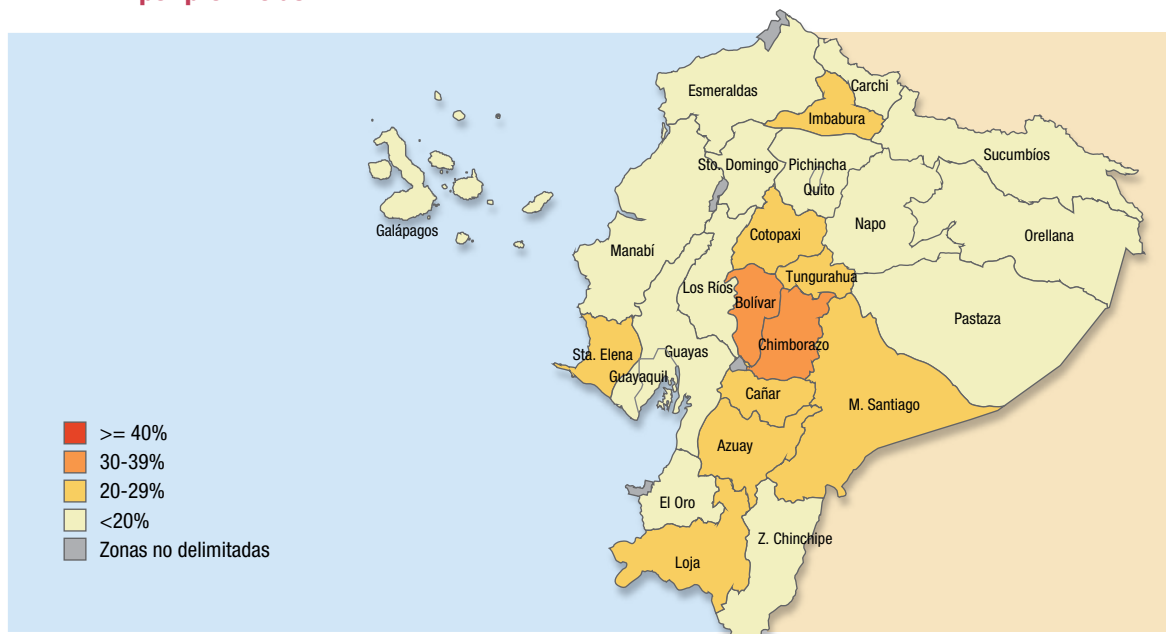 Esmeraldas
Carchi
Imbabura
Sucumbíos
Sto. Domingo
Pichincha
Quito
Napo
Orellana
Galápagos
Manabí
Cotopaxi
Tungurahua
Los Ríos
Bolívar
Pastaza
Chimborazo
Sta. Elena
Guayas
Guayaquil
Cañar
M. Santiago
Azuay
El Oro
Z. Chinchipe
Loja
>= 40%
30-39%
20-29%
<20%
Zonas no delimitadas